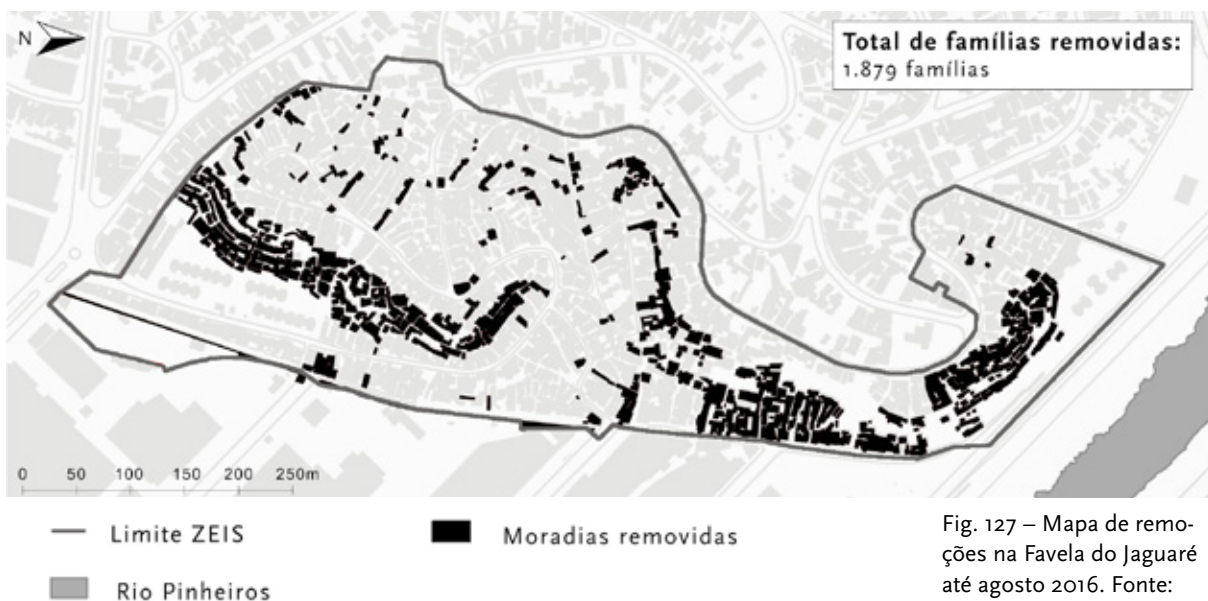 N
Total de famílias removidas:
1.879 famílias
0 50 100 150 200 250m
Limite ZEIS
Moradias removidas
Rio Pinheiros
Fig. 127 – Mapa de remo-
ções na Favela do Jaguaré
até agosto 2016. Fonte: